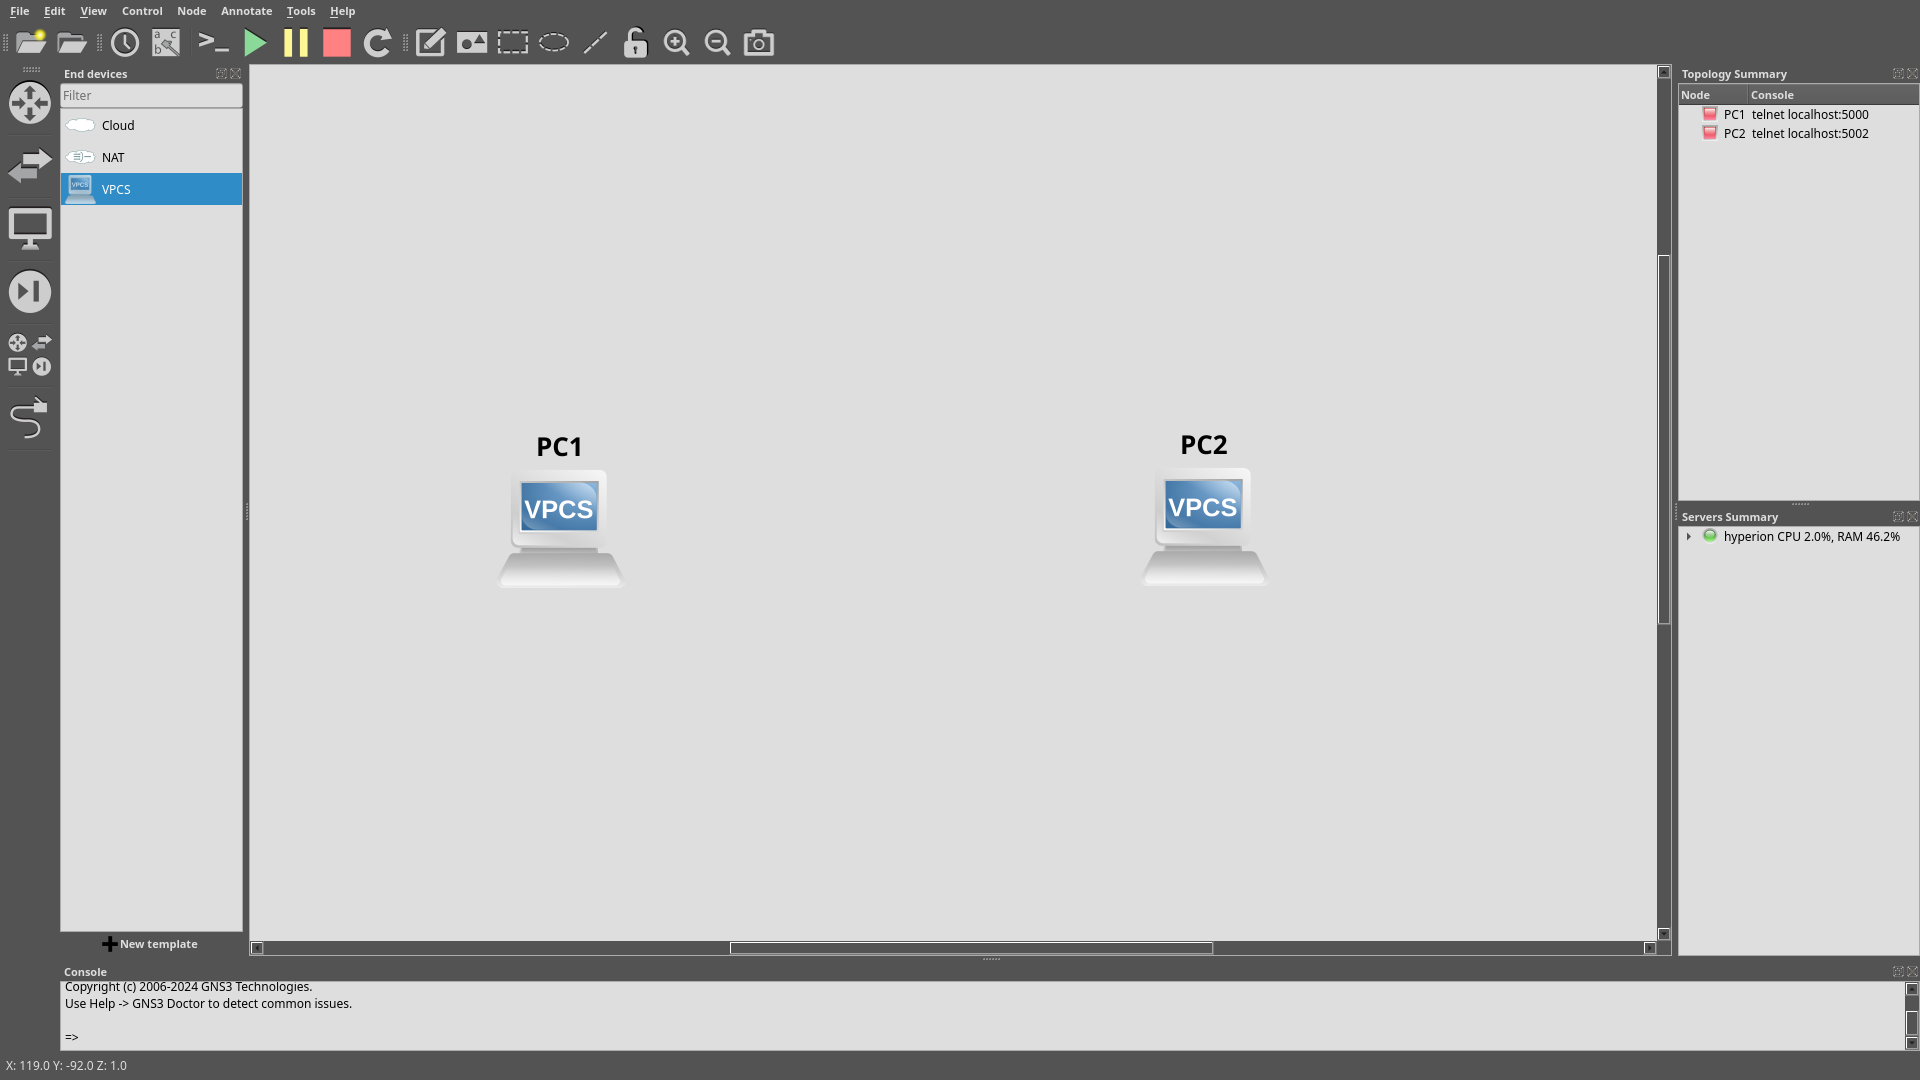 File Edit View Control Node Annotate Tools Help
a c
b
>_
End devices
Filter
Cloud
NAT
VPCS
VPCS
New template
PC1
VPCS
PC2
VPCS
Topology Summary
Node Console
PC1 telnet localhost:5000
PC2 telnet localhost:5002
Servers Summary
hyperion CPU 2.0%, RAM 46.2%
Console
Copyright (c) 2006-2024 GNS3 Technologies.
Use Help -> GNS3 Doctor to detect common issues.
=>
X: 119.0 Y: -92.0 Z: 1.0